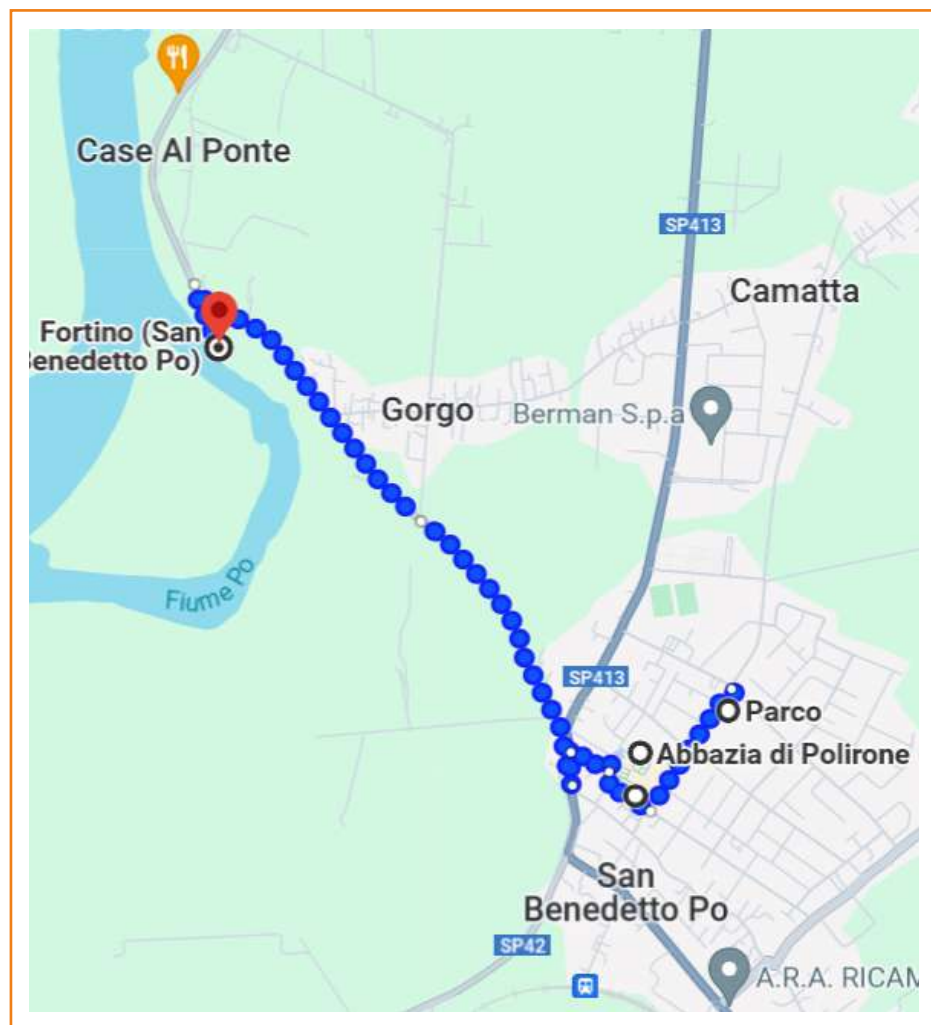 Case Al Ponte
SP413
Camatta
Fortino (San
Benedetto Po)
Gorgo
Berman S.p.a
Fiume Po
SP413
Parco
Abbazia di Polirone
San
Benedetto Po
SP42
A.R.A. RICAM